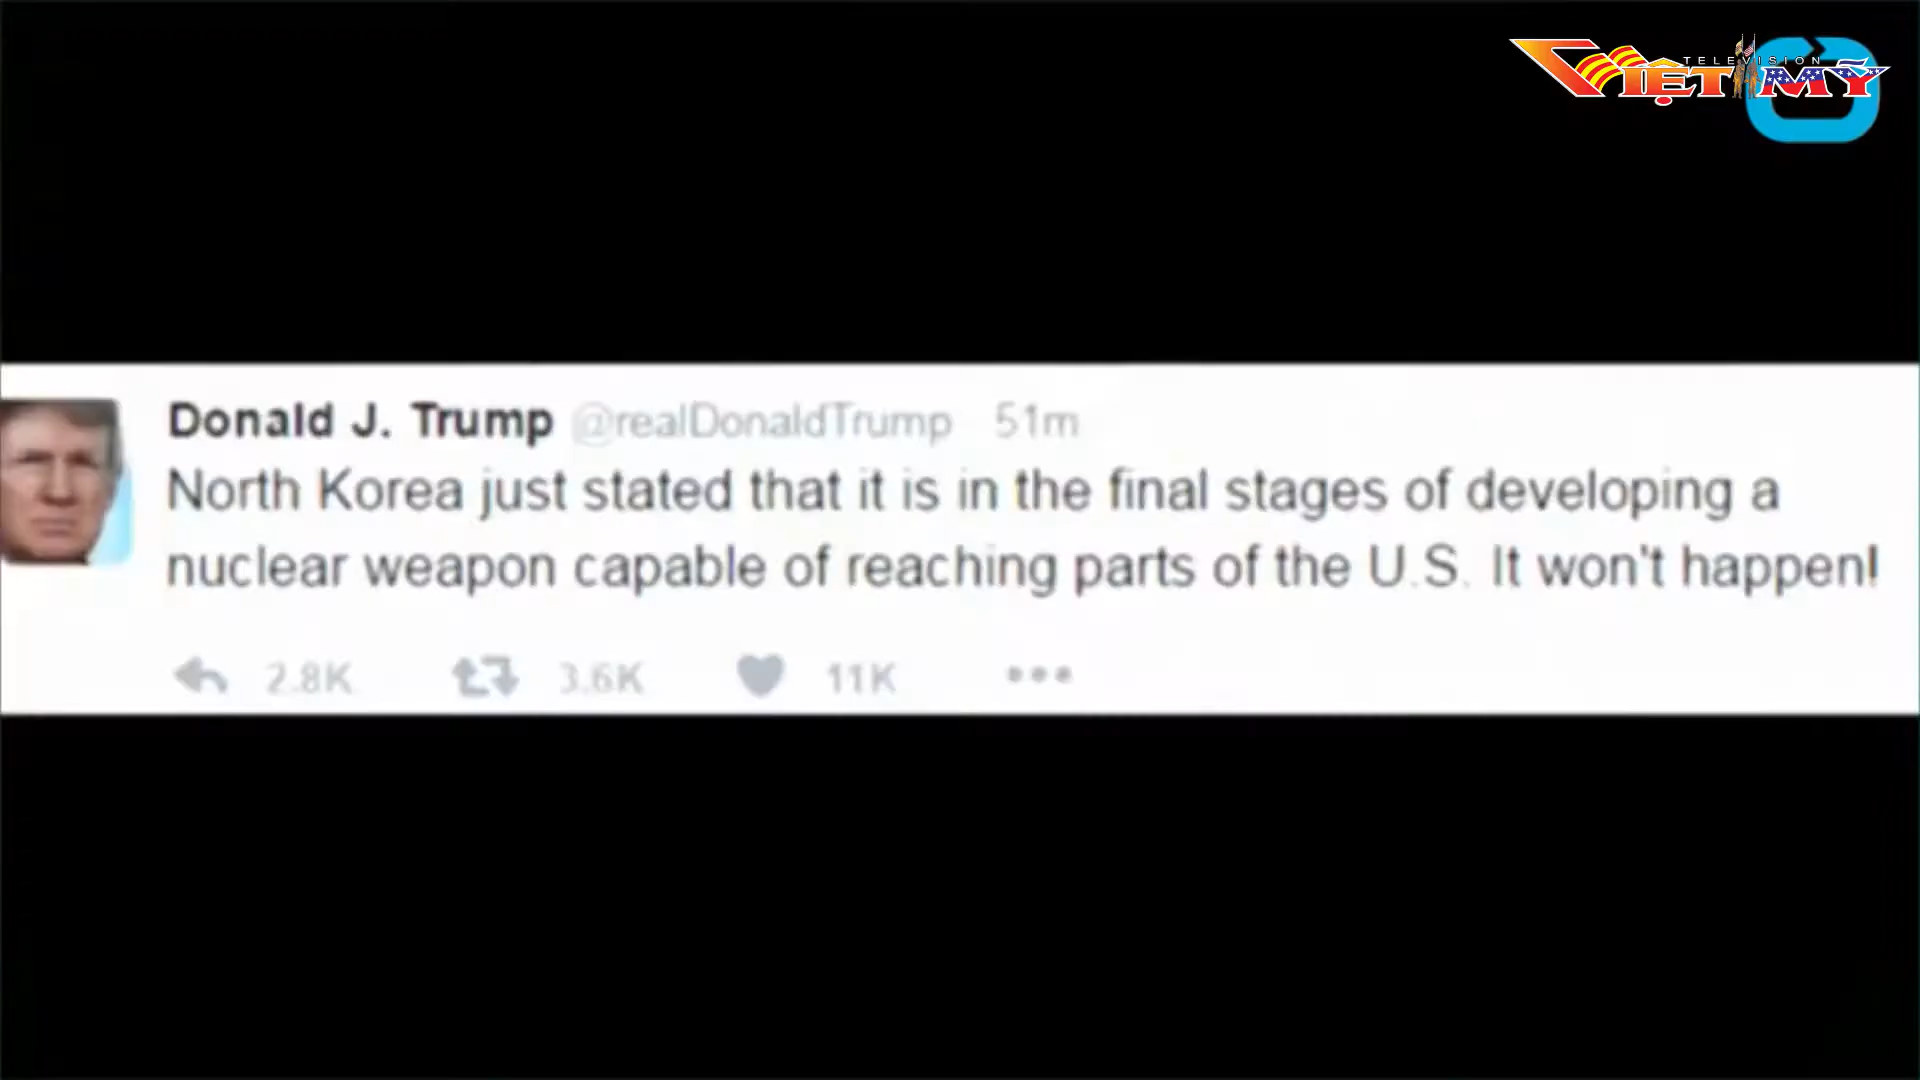 TELEVISION
VIỆT MỸ
Donald J. Trump @realDonaldTrump 51m
North Korea just stated that it is in the final stages of developing a
nuclear weapon capable of reaching parts of the U.S. It won't happen!
2.8K 3.6K 11K